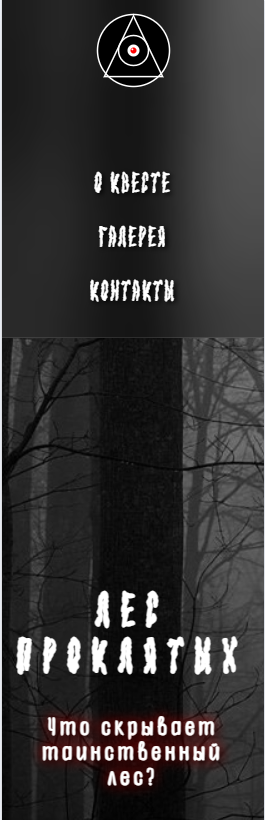 О КВЕСТЕ
ГАЛЕРЕЯ
КОНТАКТЫ
ЛЕС
ПРОКЛЯТЫХ
Что скрывает
таинственный
лес?